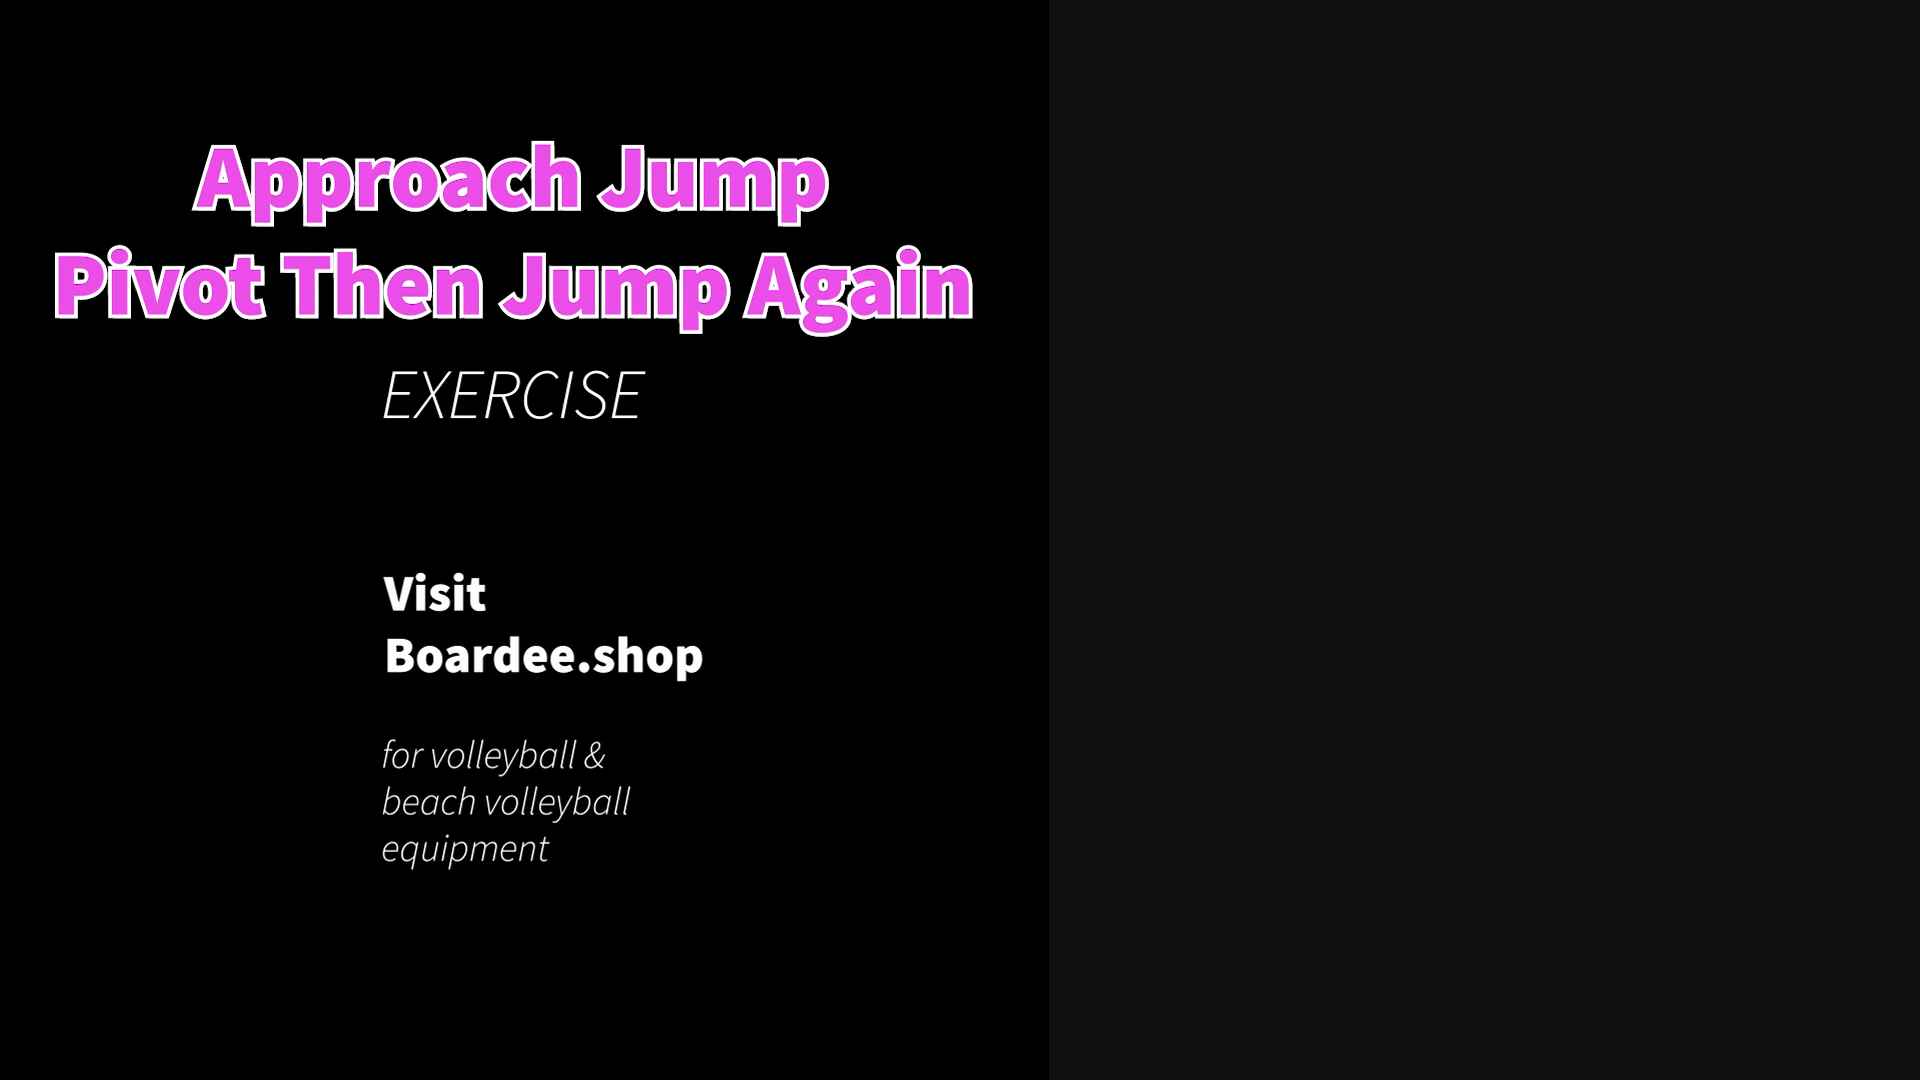 Approach Jump
Pivot Then Jump Again
EXERCISE
Visit
Boardee.shop
for volleyball &
beach volleyball
equipment